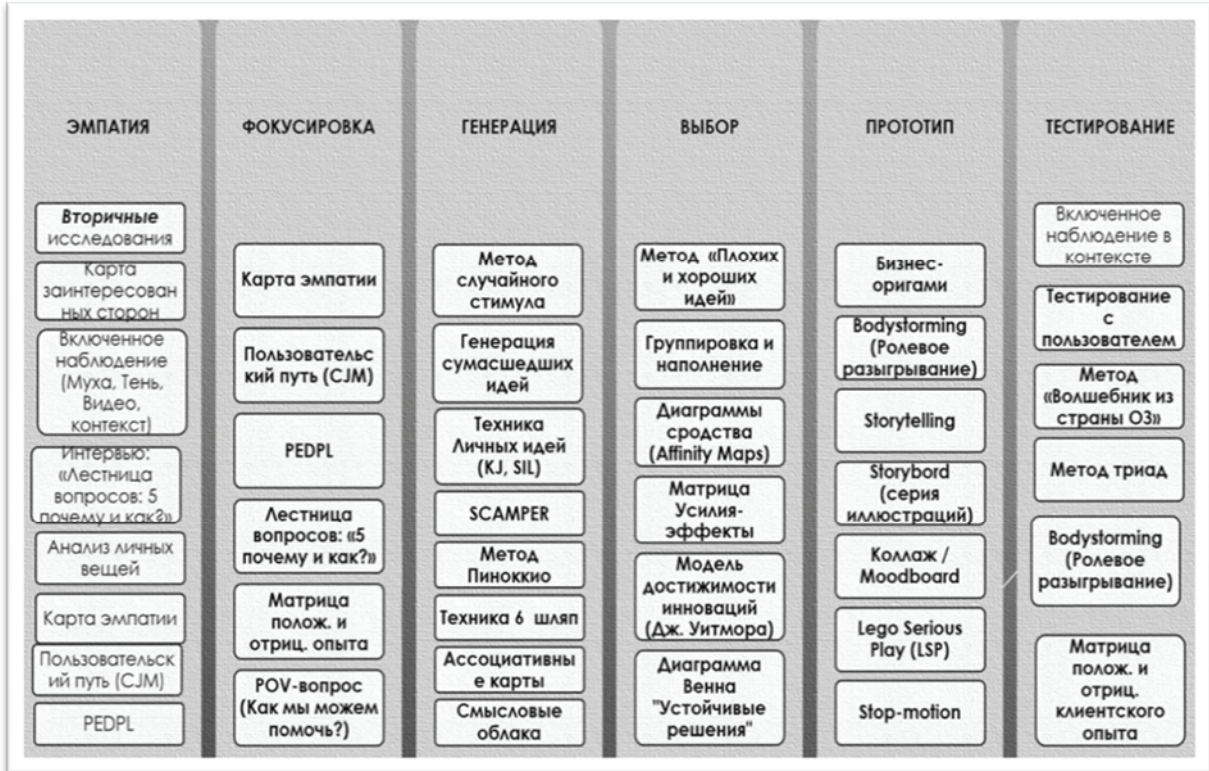 ЭМПАТИЯ
Вторичные
исследования
Карта
заинтересован
ных сторон
Включенное
наблюдение
(Муха, Тень,
Видео,
контекст)
Интервью:
«Лестница
вопросов: 5
почему и как?»
Анализ личных
вещей
Карта эмпатии
Пользовательск
ий путь (CJM)
PEDPL
ФОКУСИРОВКА
Карта эмпатии
Пользовательс
кий путь (CJM)
PEDPL
Лестница
вопросов: «5
почему и как?»
Матрица
полож. и
отриц. опыта
POV-вопрос
(Как мы можем
помочь?)
ГЕНЕРАЦИЯ
Метод
случайного
стимула
Генерация
сумасшедших
идей
Техника
Личных идей
(KJ, SIL)
SCAMPER
Метод
Пиноккио
Техника 6 шляп
Ассоциативны
е карты
Смысловые
облака
ВЫБОР
Метод «Плохих
и хороших
идей»
Группировка и
наполнение
Диаграммы
сродства
(Affinity Maps)
Матрица
Усилия-
эффекты
Модель
достижимости
инноваций
(Дж. Уитмора)
Диаграмма
Венна
"Устойчивые
решения"
ПРОТОТИП
Бизнес-
оригами
Bodystorming
(Ролевое
разыгрывание)
Storytelling
Storybord
(серия
иллюстраций)
Коллаж /
Moodboard
Lego Serious
Play (LSP)
Stop-motion
ТЕСТИРОВАНИЕ
Включенное
наблюдение в
контексте
Тестирование
с
пользователем
Метод
«Волшебник из
страны ОЗ»
Метод триад
Bodystorming
(Ролевое
разыгрывание)
Матрица
полож. и
отриц.
клиентского
опыта